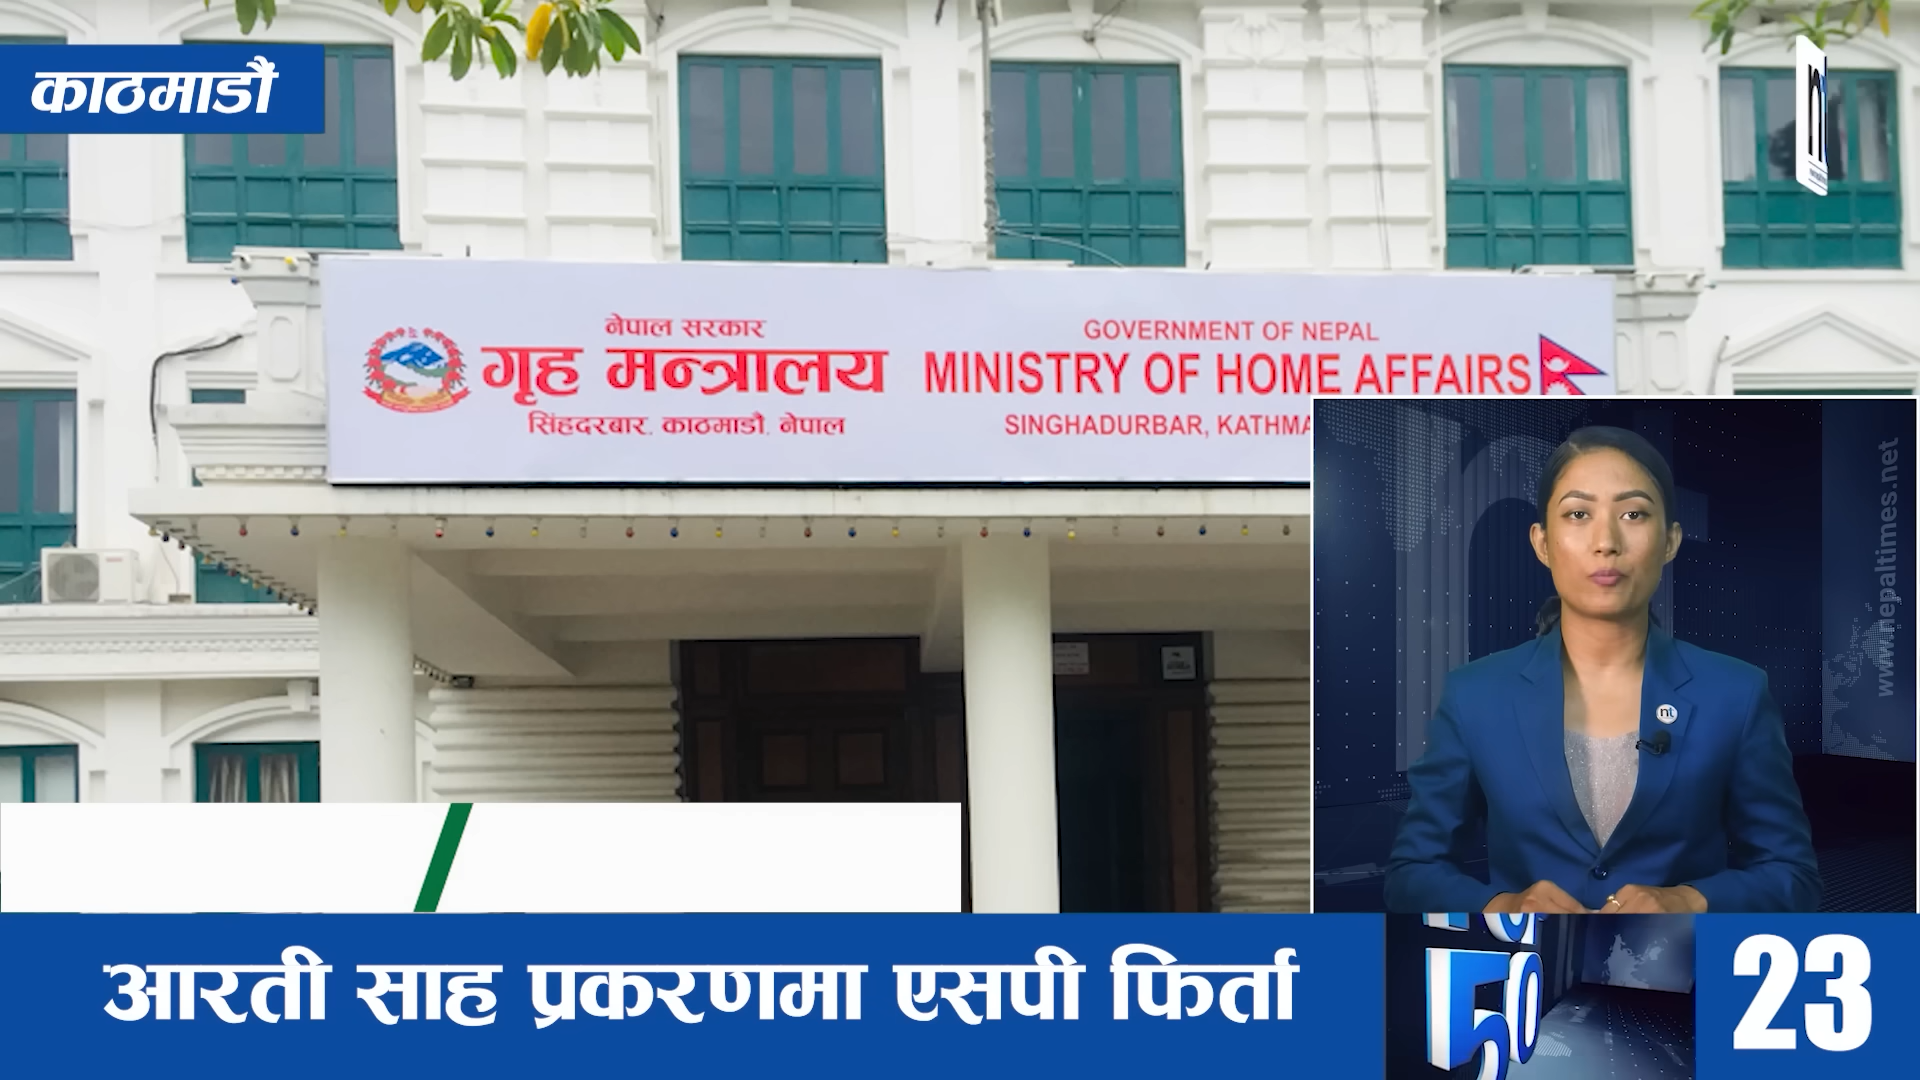 काठमाडौं
नेपाल सरकार
गृह मन्त्रालय
सिंहदरबार, काठमाडौं, नेपाल
GOVERNMENT OF NEPAL
MINISTRY OF HOME AFFAIRS
SINGHADURBAR, KATHMA
www.nepaltimes.net
nt
आरती साह प्रकरणमा एसपी फिर्ता
50
23